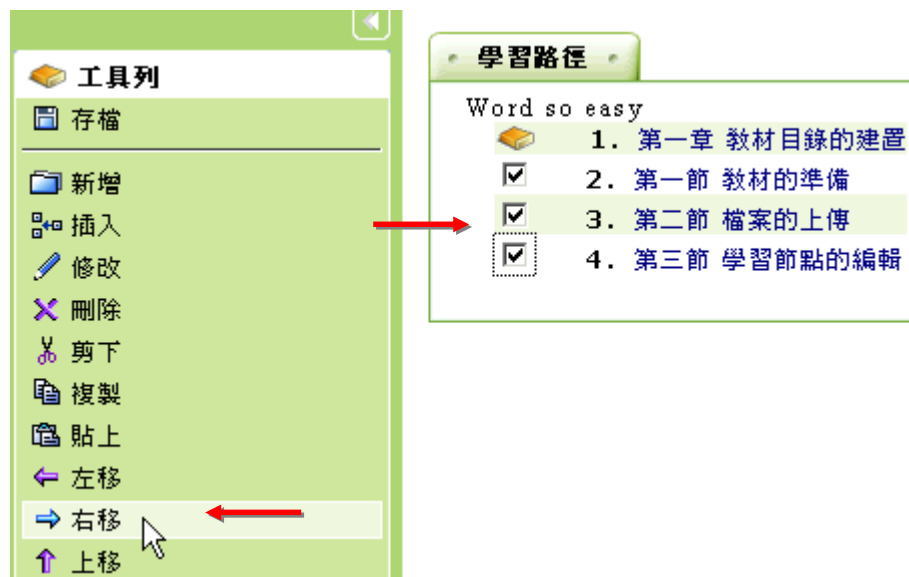 工具列
存檔
新增
插入
修改
刪除
剪下
複製
貼上
左移
右移
上移
學習路徑
Word so easy
1. 第一章 教材目錄的建置
2. 第一節 教材的準備
3. 第二節 檔案的上傳
4. 第三節 學習節點的編輯